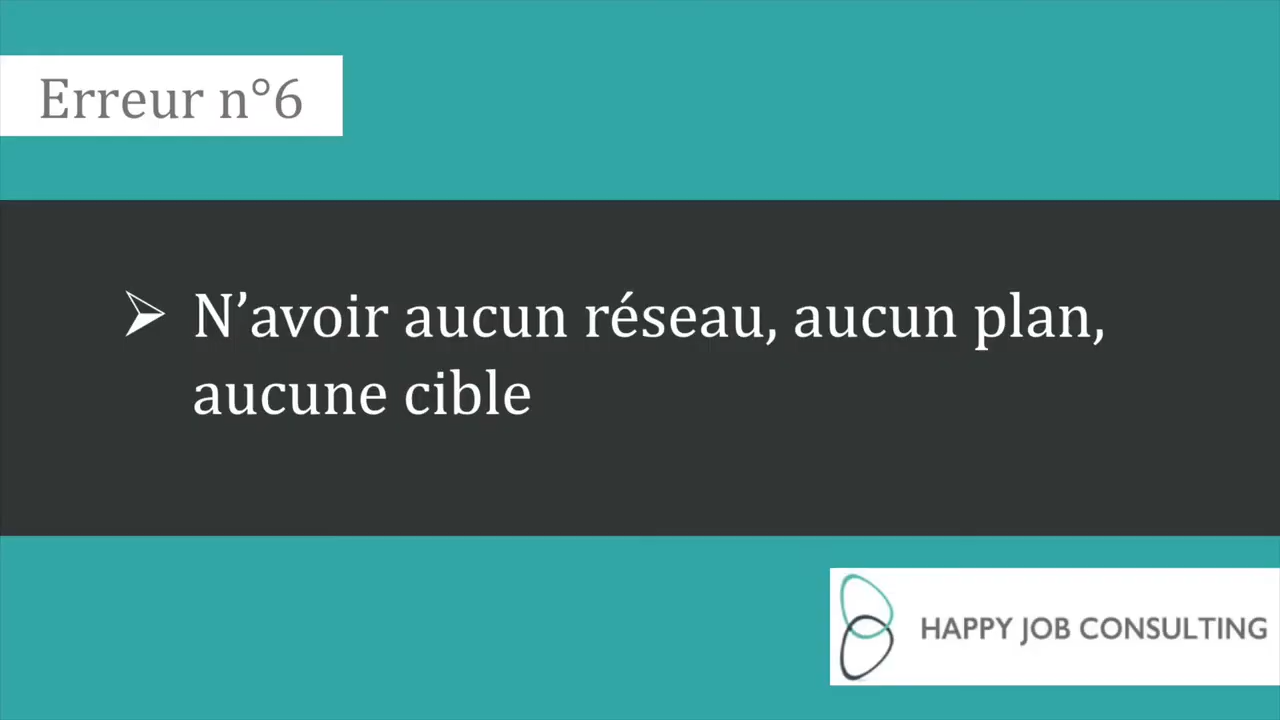 Erreur n°6
➢ N’avoir aucun réseau, aucun plan,
aucune cible
HAPPY JOB CONSULTING